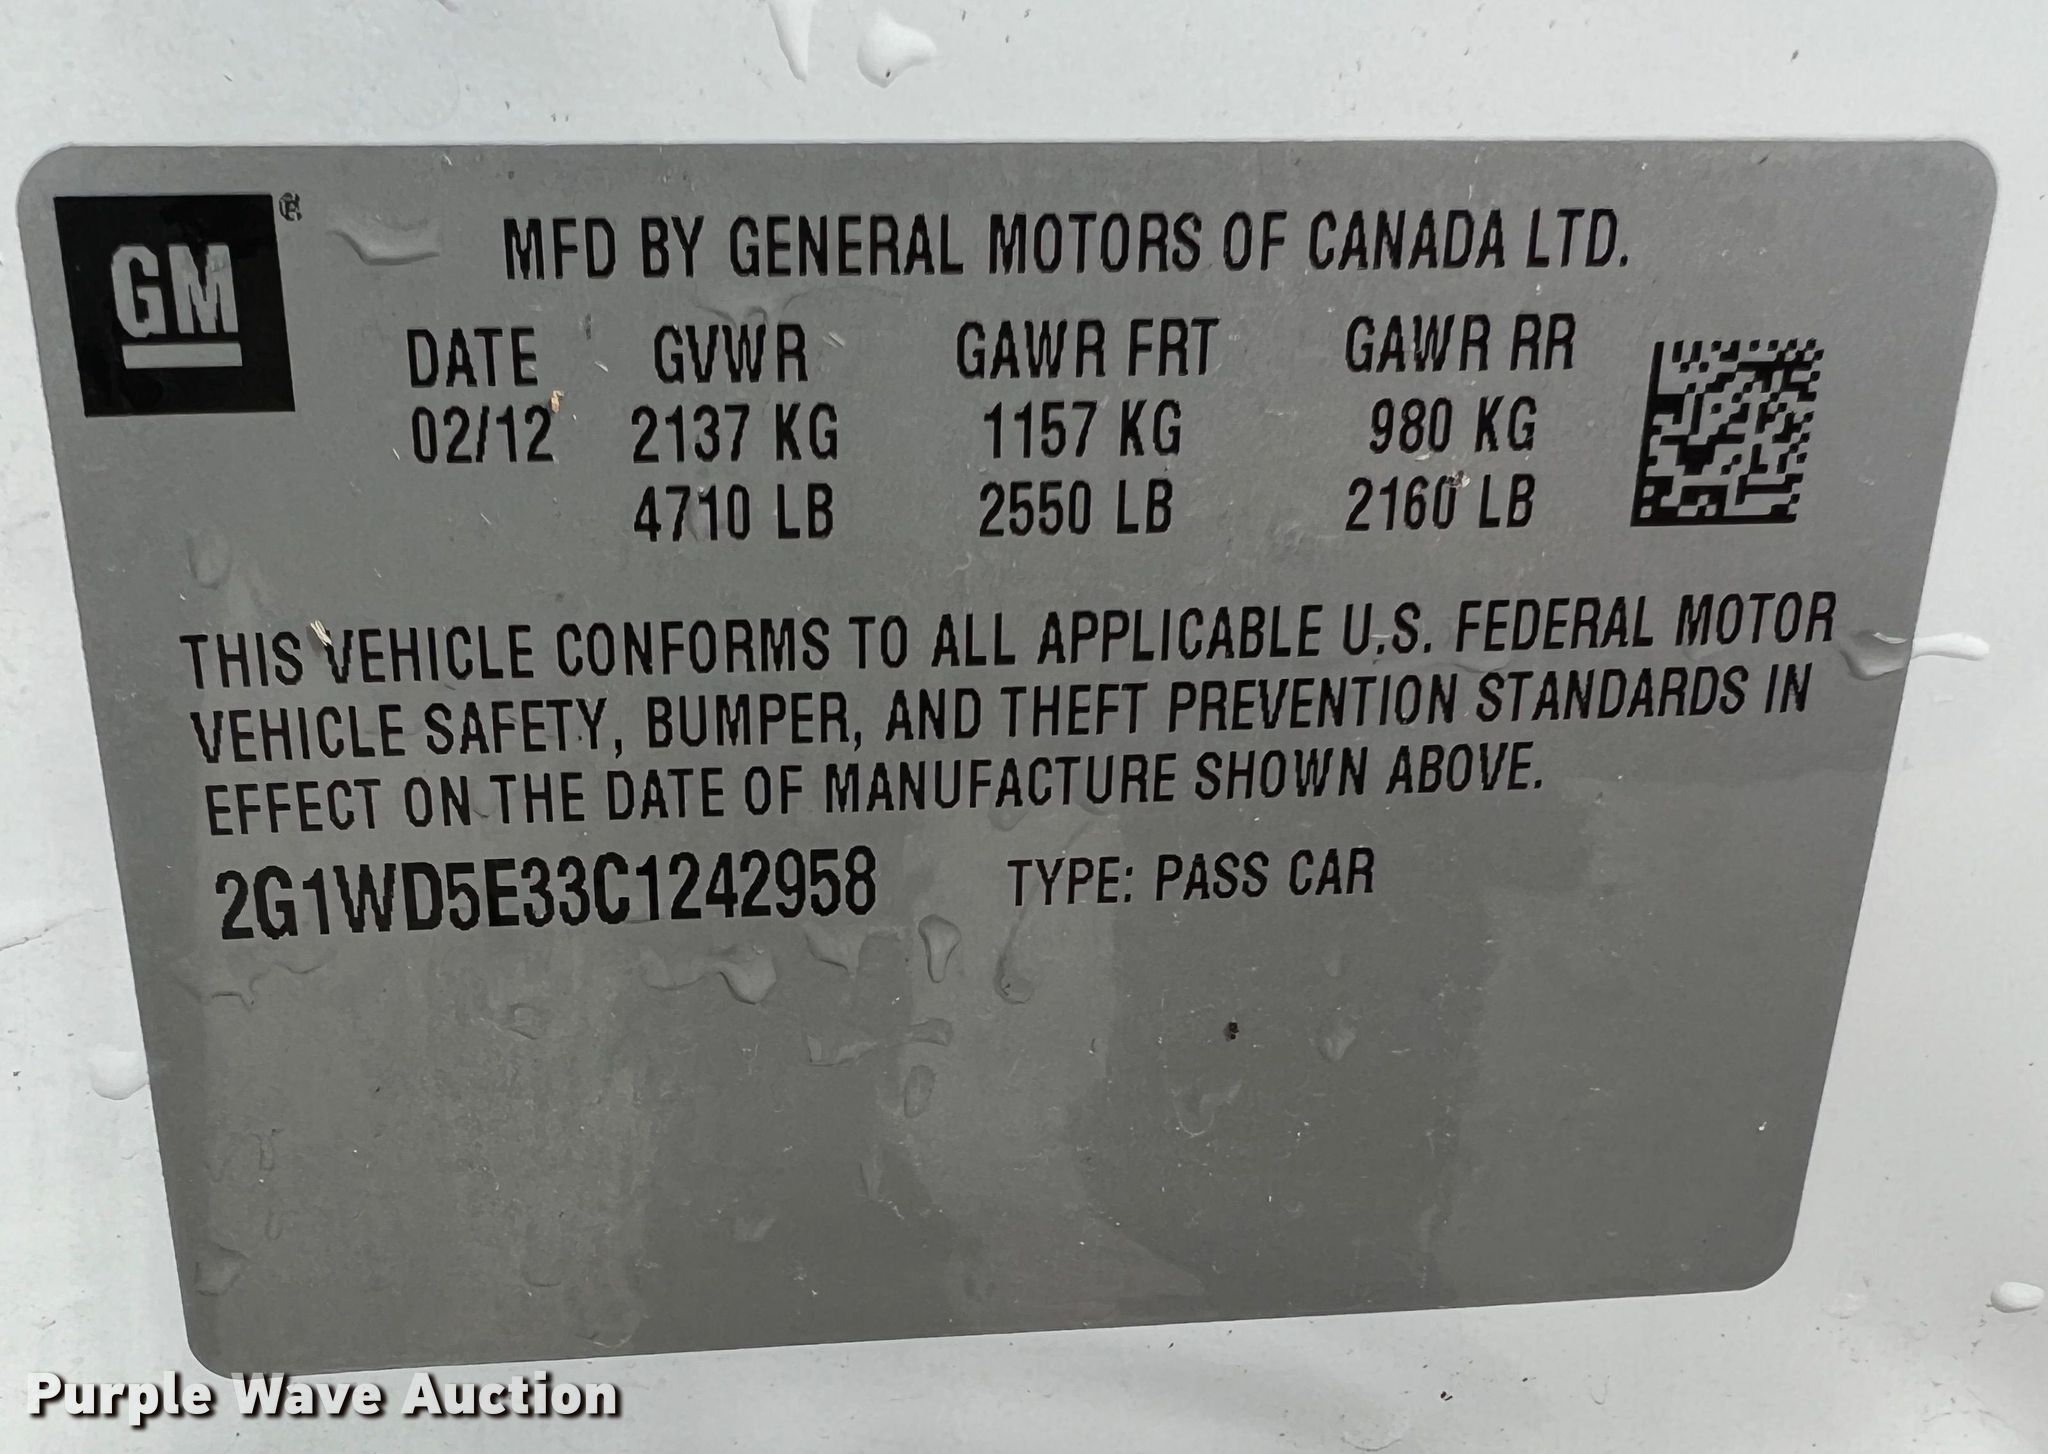 GM ®
MFD BY GENERAL MOTORS OF CANADA LTD.
DATE GVWR GAWR FRT GAWR RR
02/12 2137 KG 1157 KG 980 KG
4710 LB 2550 LB 2160 LB
THIS VEHICLE CONFORMS TO ALL APPLICABLE U.S. FEDERAL MOTOR
VEHICLE SAFETY, BUMPER, AND THEFT PREVENTION STANDARDS IN
EFFECT ON THE DATE OF MANUFACTURE SHOWN ABOVE.
2G1WD5E33C1242958 TYPE: PASS CAR
Purple Wave Auction